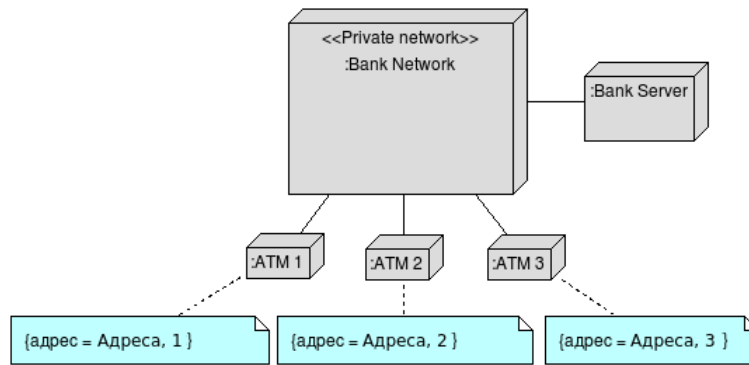 <<Private network>>
:Bank Network
:Bank Server
:ATM 1
:ATM 2
:ATM 3
{адрес = Адреса, 1 }
{адрес = Адреса, 2 }
{адрес = Адреса, 3 }